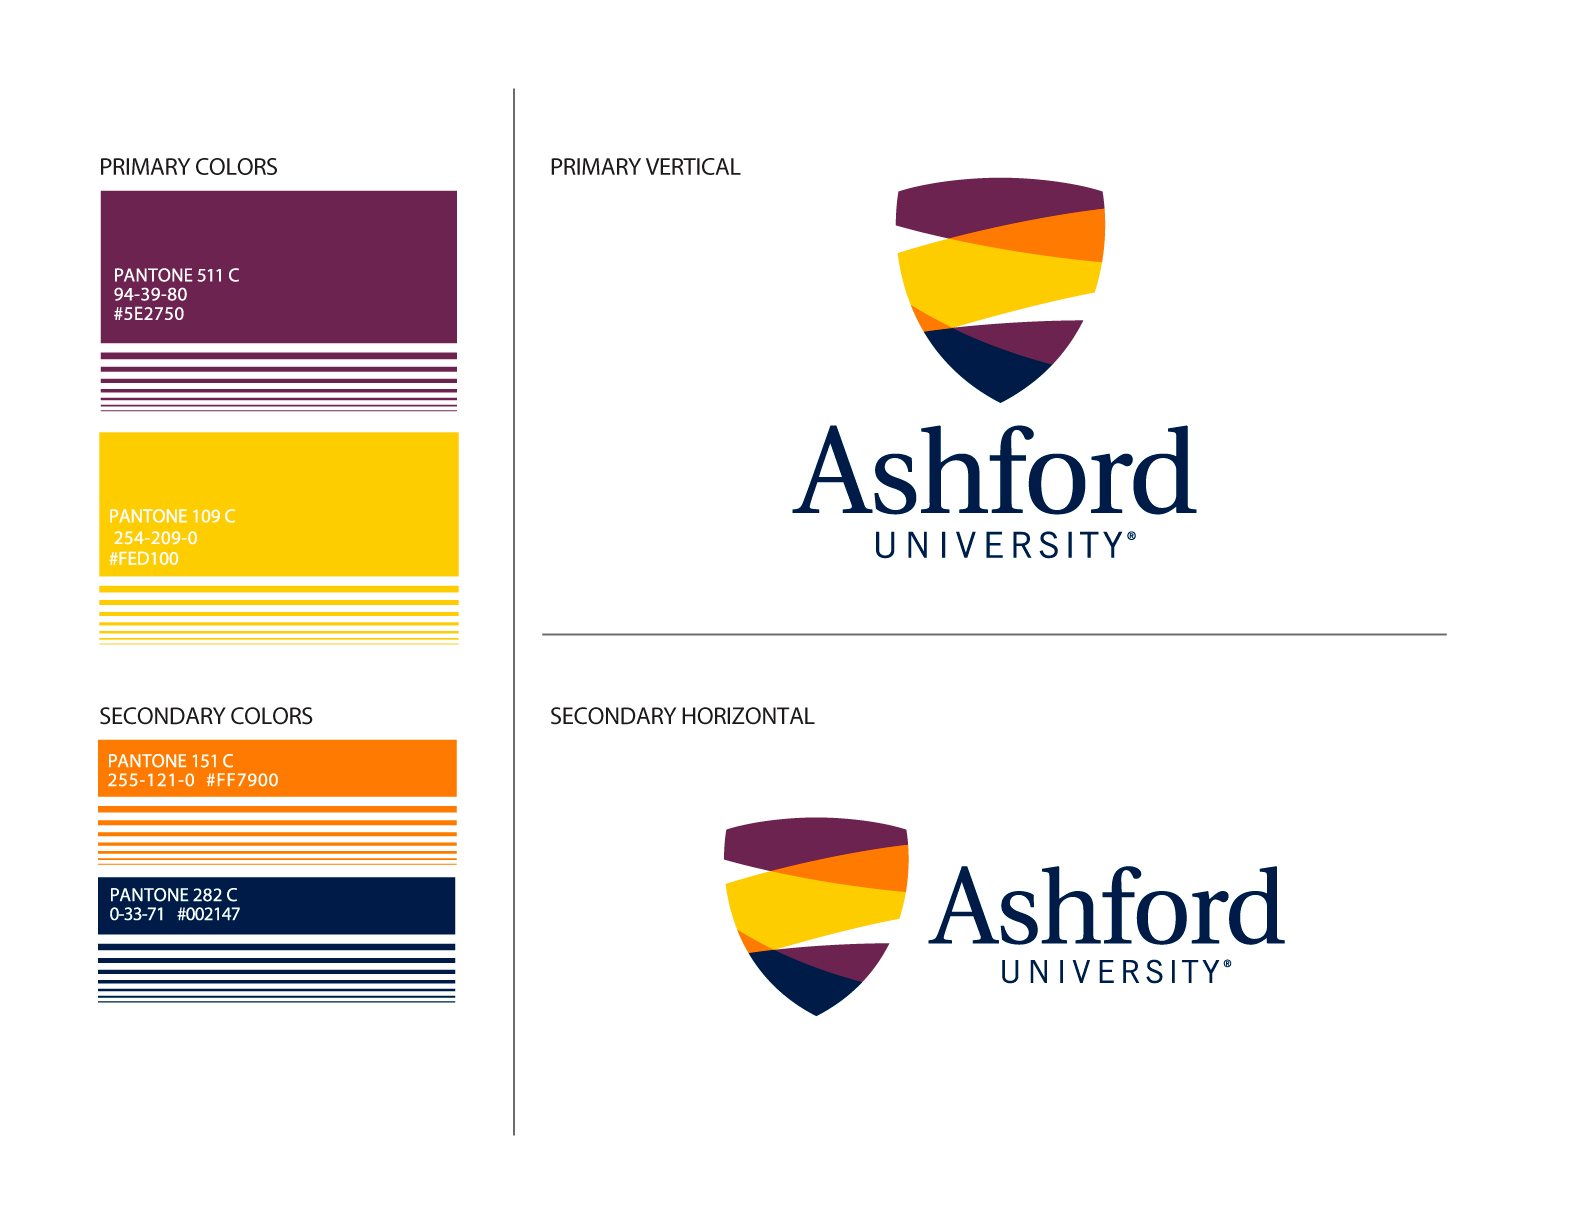 PRIMARY COLORS
PANTONE 511 C
94-39-80
#5E2750
PANTONE 109 C
254-209-0
#FED100
SECONDARY COLORS
PANTONE 151 C
255-121-0 #FF7900
PANTONE 282 C
0-33-71 #002147
PRIMARY VERTICAL
Ashford
UNIVERSITY®
SECONDARY HORIZONTAL
Ashford
UNIVERSITY®